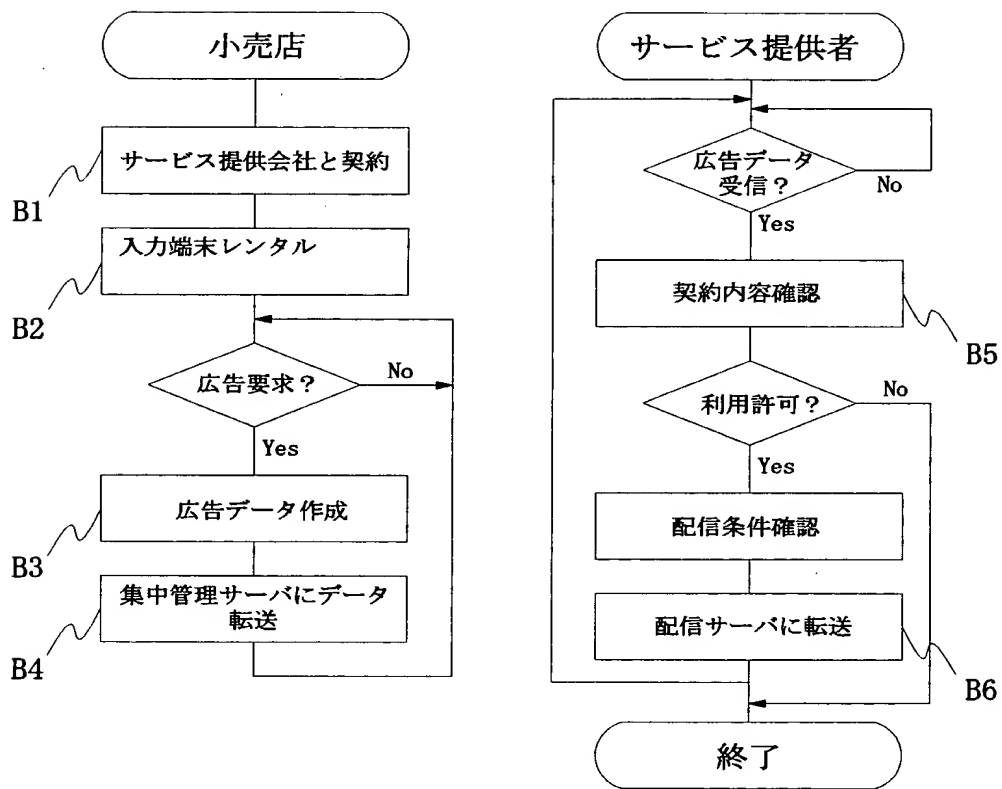 小売店
サービス提供会社と契約
B1
入力端末レンタル
B2
広告要求？
No
Yes
広告データ作成
B3
集中管理サーバにデータ
転送
B4
サービス提供者
広告データ
受信？
No
Yes
契約内容確認
B5
利用許可？
No
Yes
配信条件確認
配信サーバに転送
B6
終了